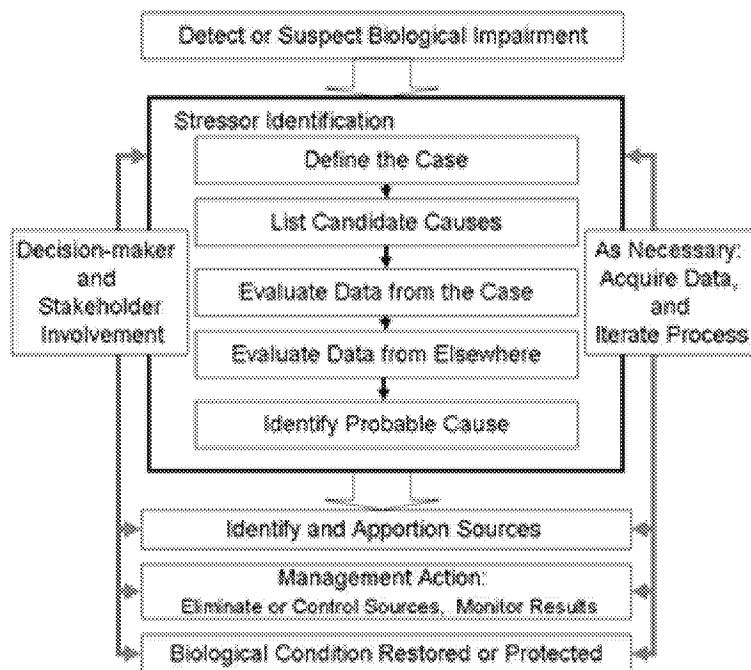 Detect or Suspect Biological Impairment
Stressor Identification
Define the Case
List Candidate Causes
Evaluate Data from the Case
Evaluate Data from Elsewhere
Identify Probable Cause
Decision-maker
and
Stakeholder
Involvement
As Necessary:
Acquire Data,
and
Iterate Process
Identify and Apportion Sources
Management Action:
Eliminate or Control Sources, Monitor Results
Biological Condition Restored or Protected